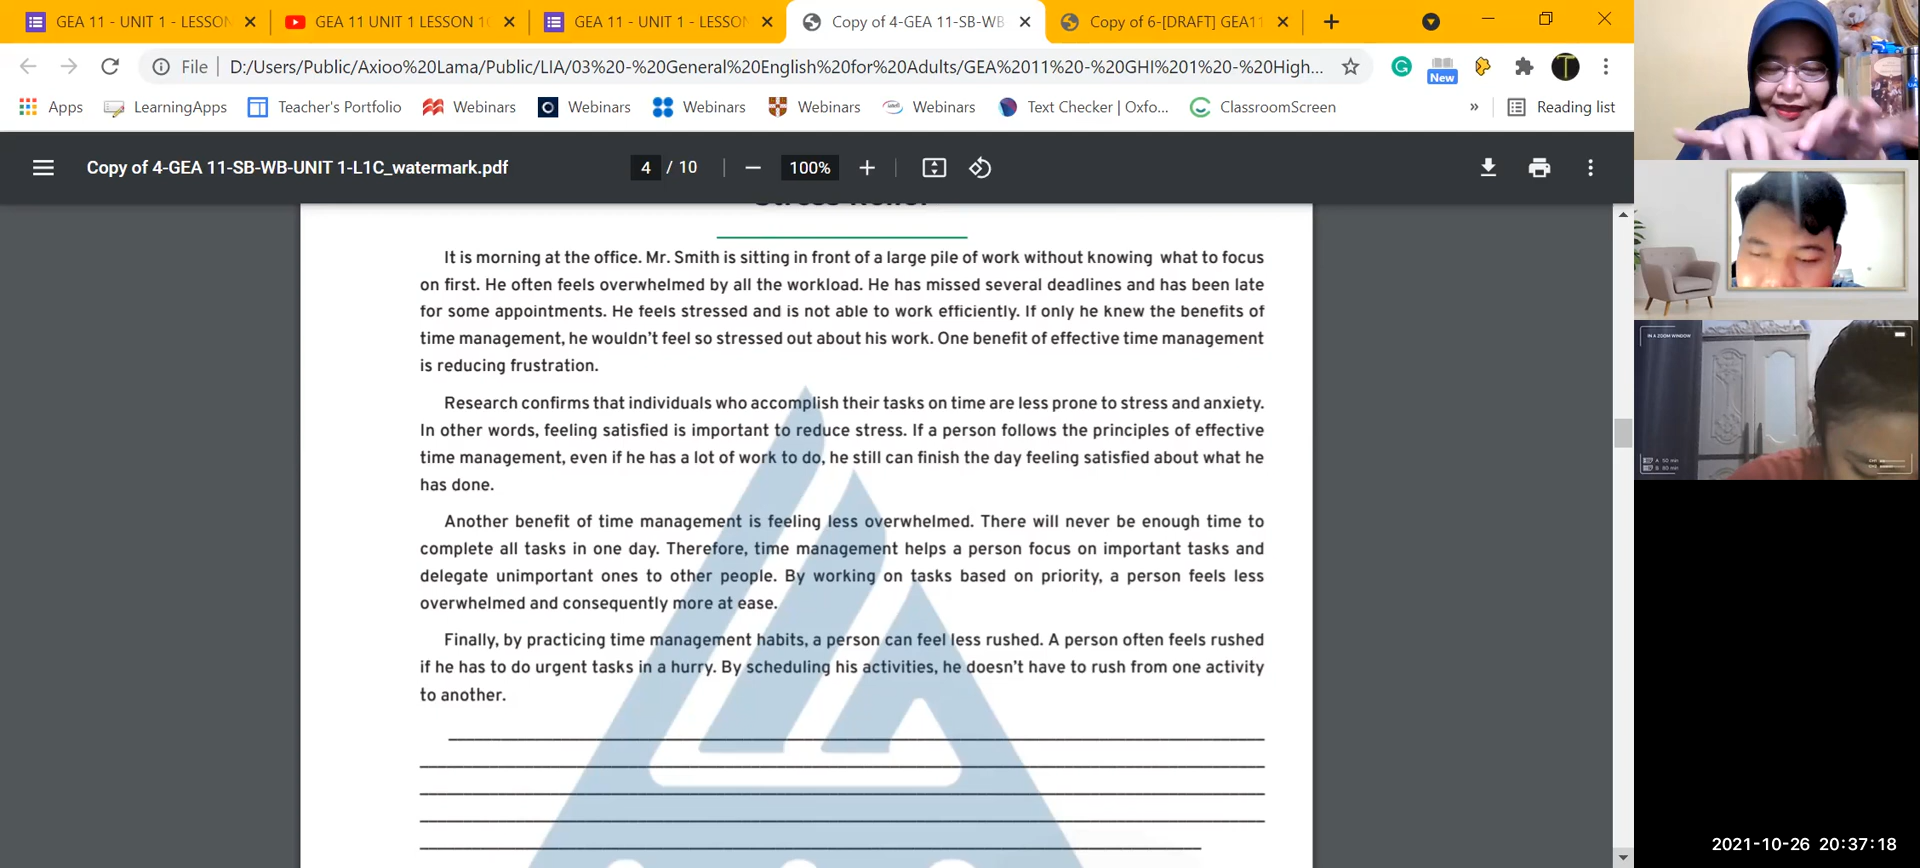 GEA 11 - UNIT 1 - LESSON
GEA 11 UNIT 1 LESSON 1
GEA 11 - UNIT 1 - LESSON
Copy of 4-GEA 11-SB-WB
Copy of 6-[DRAFT] GEA11
File
D:/Users/Public/Axioo%20Lama/Public/LIA/03%20-%20General%20English%20for%20Adults/GEA%2011%20-%20GHI%201%20-%20High...
New
Apps
LearningApps
Teacher's Portfolio
Webinars
Webinars
Webinars
Webinars
Webinars
Text Checker | Oxfo...
ClassroomScreen
»
Reading list
Copy of 4-GEA 11-SB-WB-UNIT 1-L1C_watermark.pdf
4 / 10
100%
Stress Relief
It is morning at the office. Mr. Smith is sitting in front of a large pile of work without knowing what to focus
on first. He often feels overwhelmed by all the workload. He has missed several deadlines and has been late
for some appointments. He feels stressed and is not able to work efficiently. If only he knew the benefits of
time management, he wouldn't feel so stressed out about his work. One benefit of effective time management
is reducing frustration.
Research confirms that individuals who accomplish their tasks on time are less prone to stress and anxiety.
In other words, feeling satisfied is important to reduce stress. If a person follows the principles of effective
time management, even if he has a lot of work to do, he still can finish the day feeling satisfied about what he
has done.
Another benefit of time management is feeling less overwhelmed. There will never be enough time to
complete all tasks in one day. Therefore, time management helps a person focus on important tasks and
delegate unimportant ones to other people. By working on tasks based on priority, a person feels less
overwhelmed and consequently more at ease.
Finally, by practicing time management habits, a person can feel less rushed. A person often feels rushed
if he has to do urgent tasks in a hurry. By scheduling his activities, he doesn't have to rush from one activity
to another.
IN A ZOOM WINDOW
A 50 min
B 80 min
2021-10-26 20:37:18